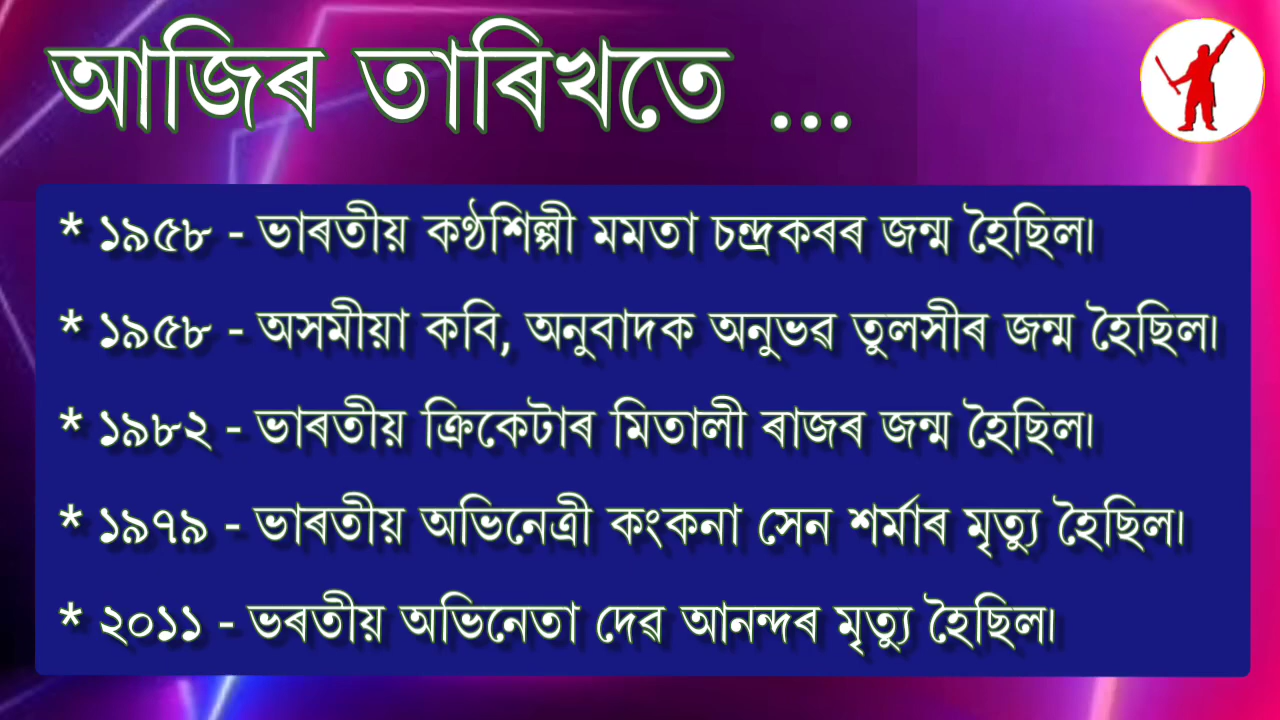 আজিৰ তাৰিখতে ...
* ১৯৫৮ - ভাৰতীয় কণ্ঠশিল্পী মমতা চন্দ্ৰকৰৰ জন্ম হৈছিল।
* ১৯৫৮ - অসমীয়া কবি, অনুবাদক অনুভৱ তুলসীৰ জন্ম হৈছিল।
* ১৯৮২ - ভাৰতীয় ক্ৰিকেটাৰ মিতালী ৰাজৰ জন্ম হৈছিল।
* ১৯৭৯ - ভাৰতীয় অভিনেত্ৰী কংকনা সেন শৰ্মাৰ মৃত্যু হৈছিল।
* ২০১১ - ভৰতীয় অভিনেতা দেৱ আনন্দৰ মৃত্যু হৈছিল।